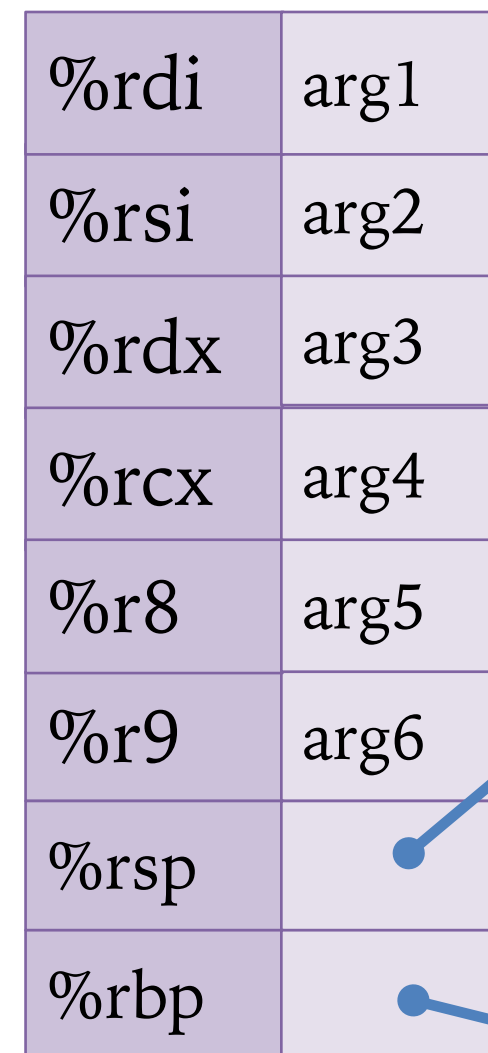 %rdi arg1
%rsi arg2
%rdx arg3
%rcx arg4
%r8 arg5
%r9 arg6
%rsp
%rbp